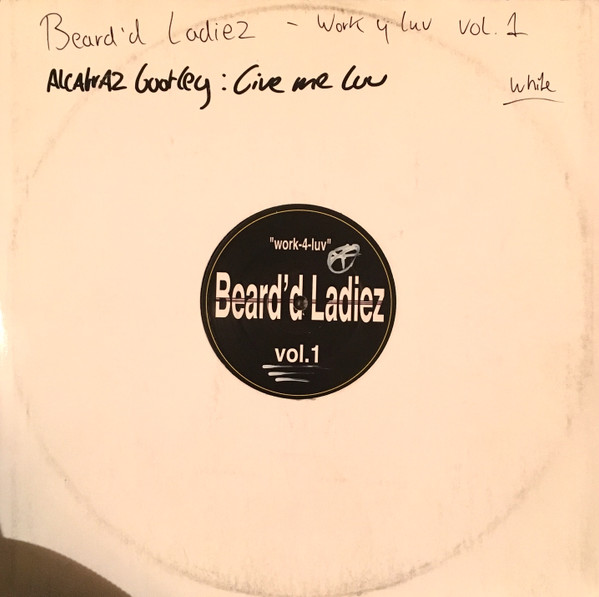 Beard'd Ladiez - Work 4 luv vol. 1
ALCATRAZ bootleg : Give me luv
White
"work-4-luv"
Beard'd Ladiez
vol.1